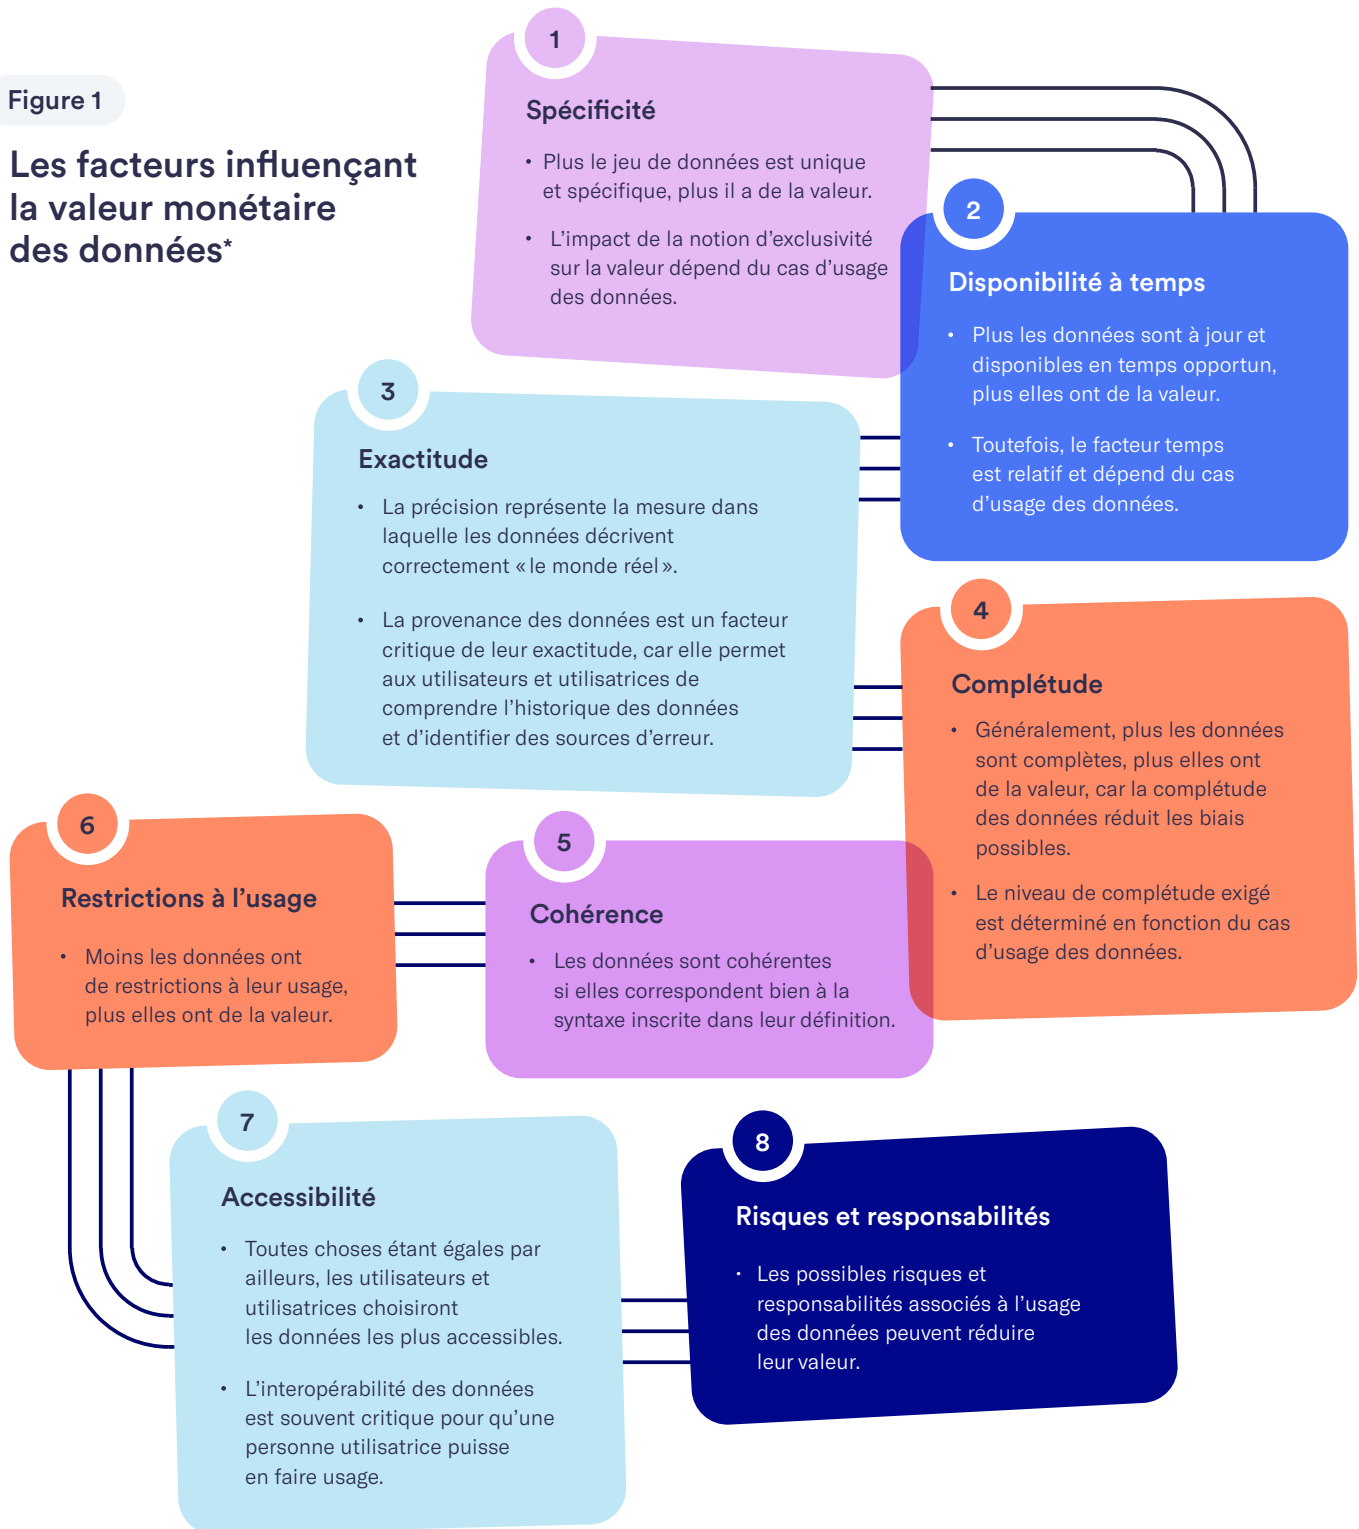 Figure 1
Les facteurs influençant
la valeur monétaire
des données*
1
Spécificité
• Plus le jeu de données est unique
et spécifique, plus il a de la valeur.
• L’impact de la notion d’exclusivité
sur la valeur dépend du cas d’usage
des données.
2
Disponibilité à temps
• Plus les données sont à jour et
disponibles en temps opportun,
plus elles ont de la valeur.
• Toutefois, le facteur temps
est relatif et dépend du cas
d’usage des données.
3
Exactitude
• La précision représente la mesure dans
laquelle les données décrivent
correctement « le monde réel ».
• La provenance des données est un facteur
critique de leur exactitude, car elle permet
aux utilisateurs et utilisatrices de
comprendre l’historique des données
et d’identifier des sources d’erreur.
4
Complétude
• Généralement, plus les données
sont complètes, plus elles ont
de la valeur, car la complétude
des données réduit les biais
possibles.
• Le niveau de complétude exigé
est déterminé en fonction du cas
d’usage des données.
5
Cohérence
• Les données sont cohérentes
si elles correspondent bien à la
syntaxe inscrite dans leur définition.
6
Restrictions à l’usage
• Moins les données ont
de restrictions à leur usage,
plus elles ont de la valeur.
7
Accessibilité
• Toutes choses étant égales par
ailleurs, les utilisateurs et
utilisatrices choisiront
les données les plus accessibles.
• L’interopérabilité des données
est souvent critique pour qu’une
personne utilisatrice puisse
en faire usage.
8
Risques et responsabilités
• Les possibles risques et
responsabilités associés à l’usage
des données peuvent réduire
leur valeur.